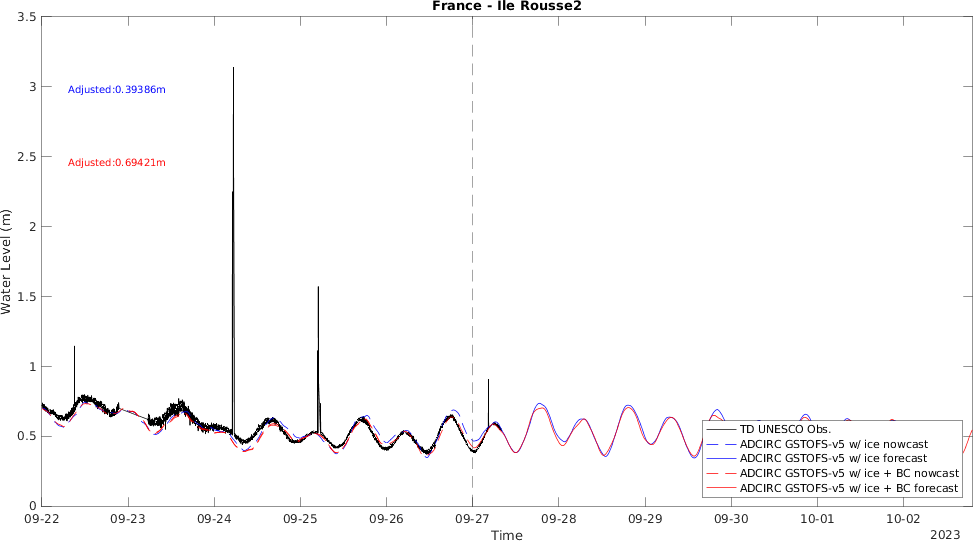 France - Ile Rousse2
3.5
3
2.5
2
1.5
1
0.5
0
Water Level (m)
Adjusted:0.39386m
Adjusted:0.69421m
TD UNESCO Obs.
ADCIRC GSTOFS-v5 w/ ice nowcast
ADCIRC GSTOFS-v5 w/ ice forecast
ADCIRC GSTOFS-v5 w/ ice + BC nowcast
ADCIRC GSTOFS-v5 w/ ice + BC forecast
09-22 09-23 09-24 09-25 09-26 09-27 09-28 09-29 09-30 10-01 10-02
Time
2023